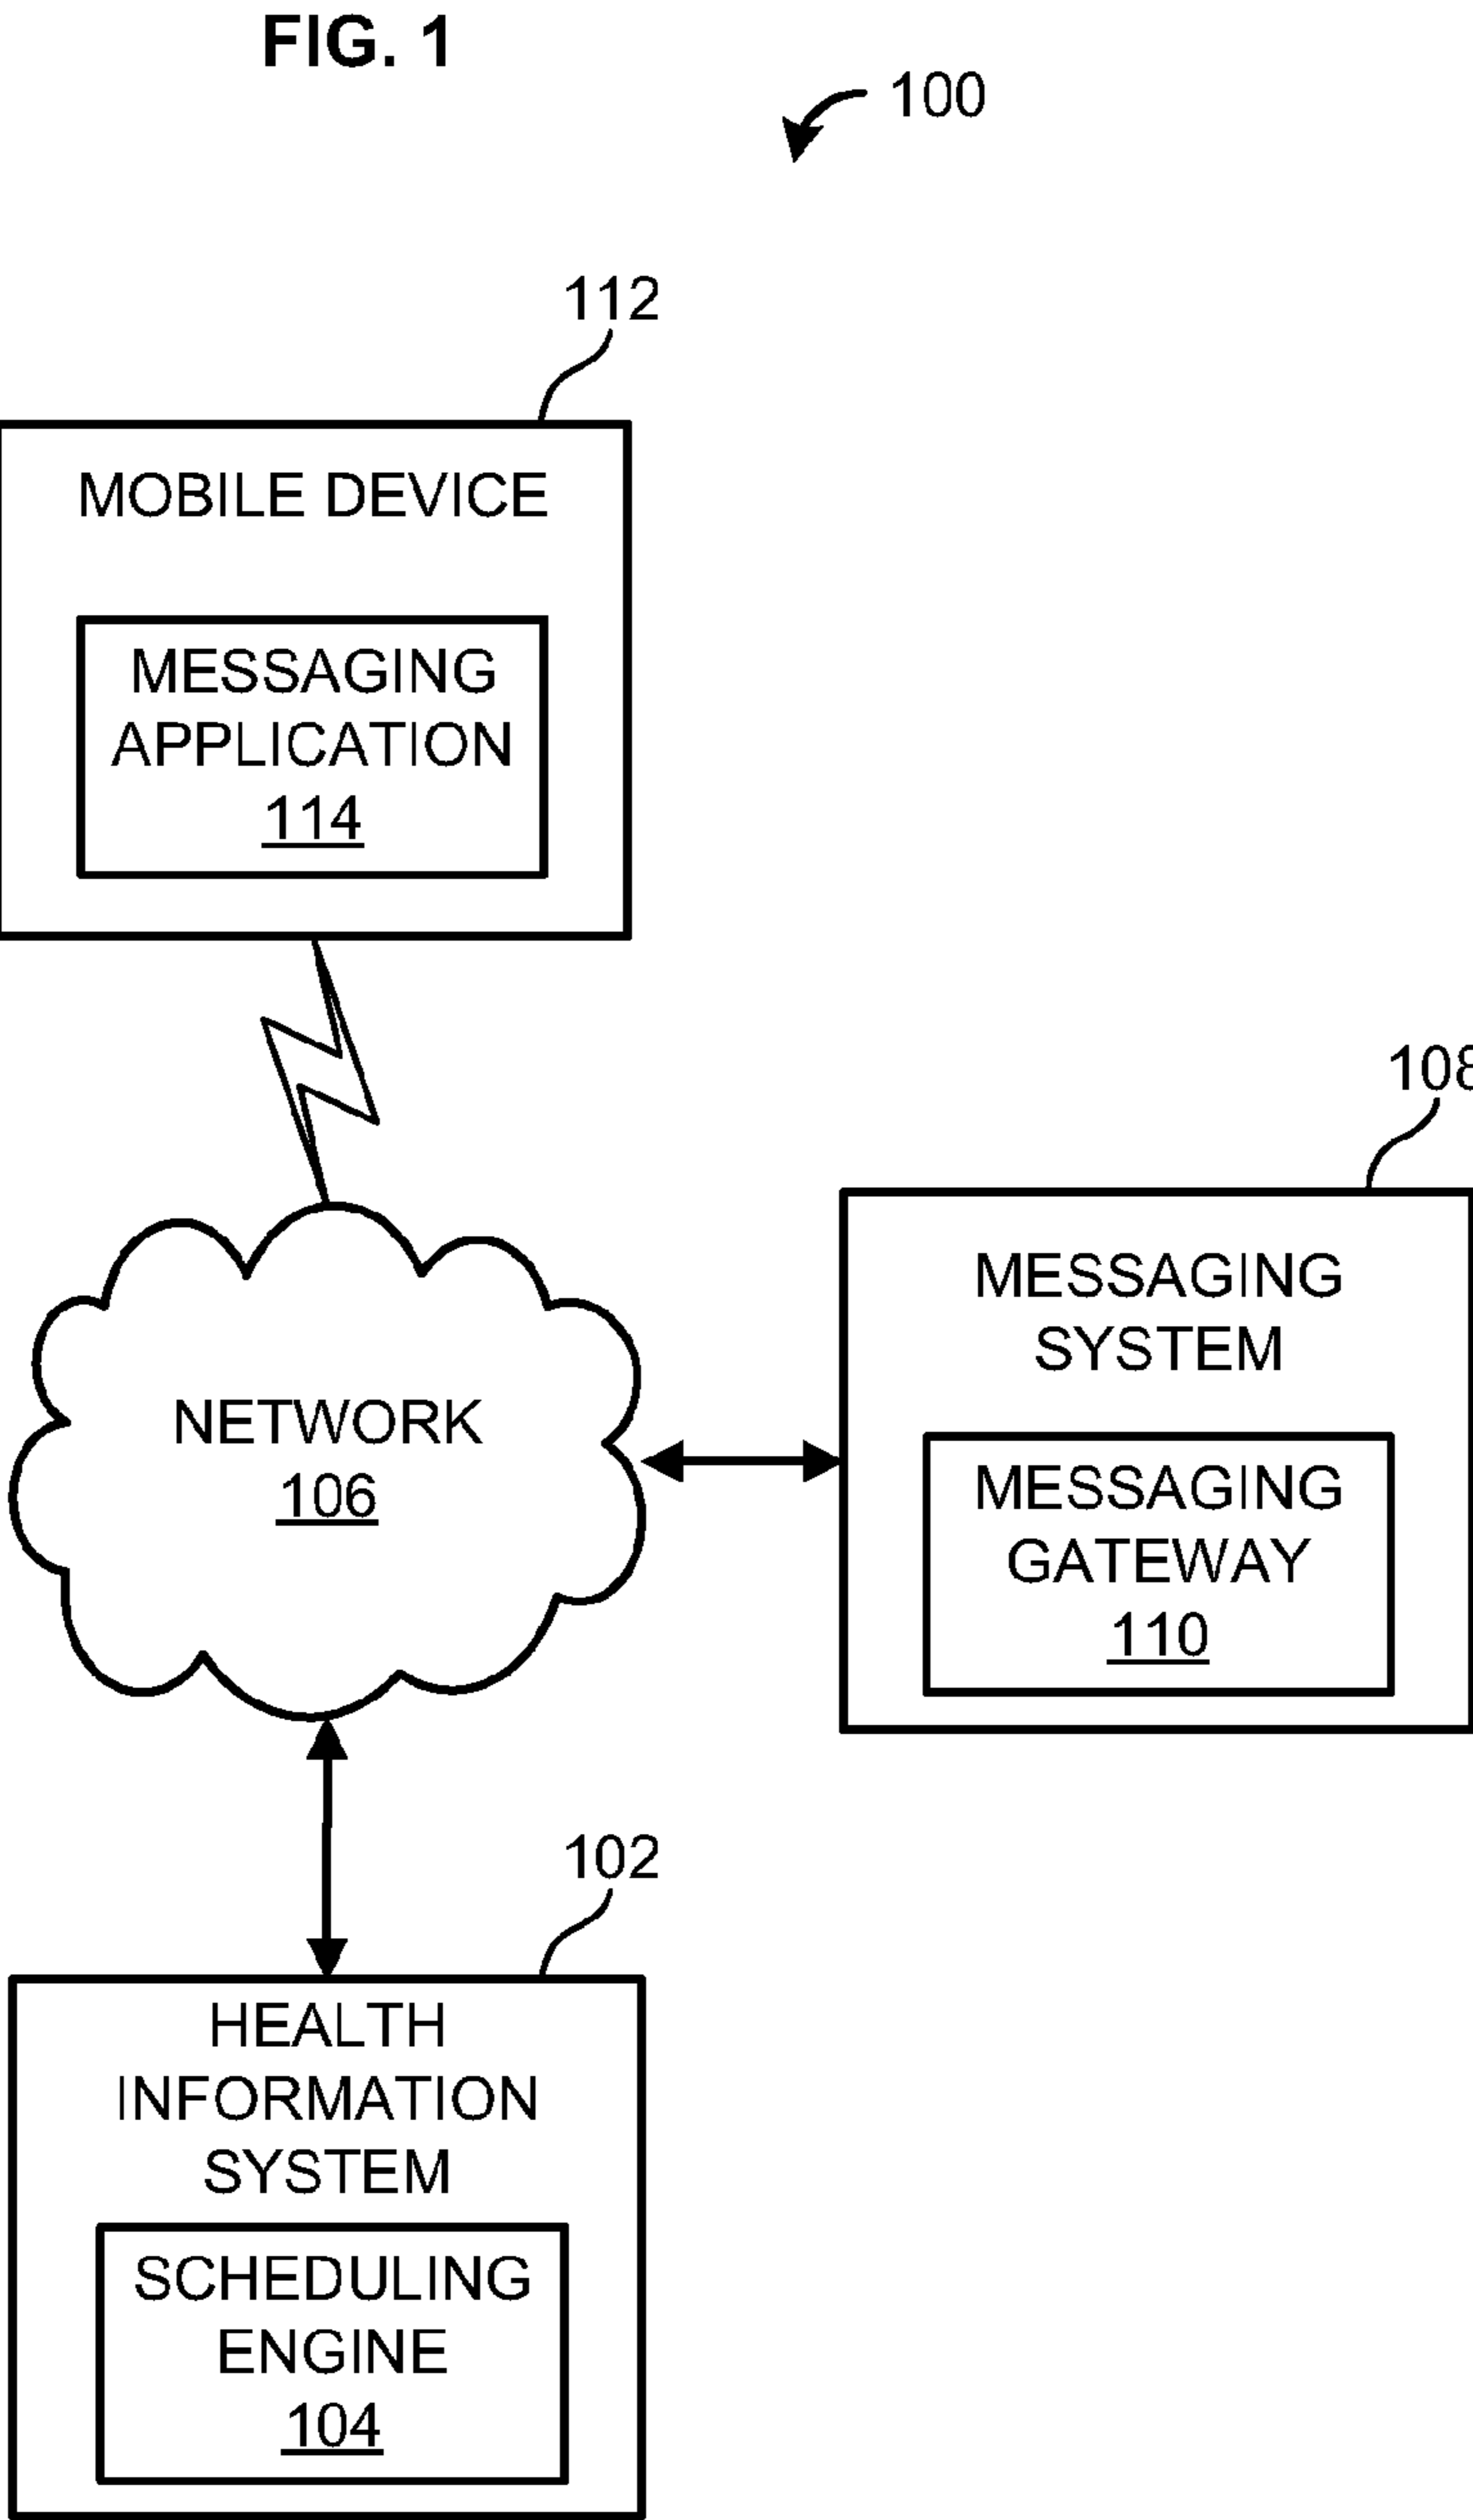 FIG. 1
100
112
MOBILE DEVICE
MESSAGING
APPLICATION
114
108
MESSAGING
SYSTEM
NETWORK
106
MESSAGING
GATEWAY
110
102
HEALTH
INFORMATION
SYSTEM
SCHEDULING
ENGINE
104